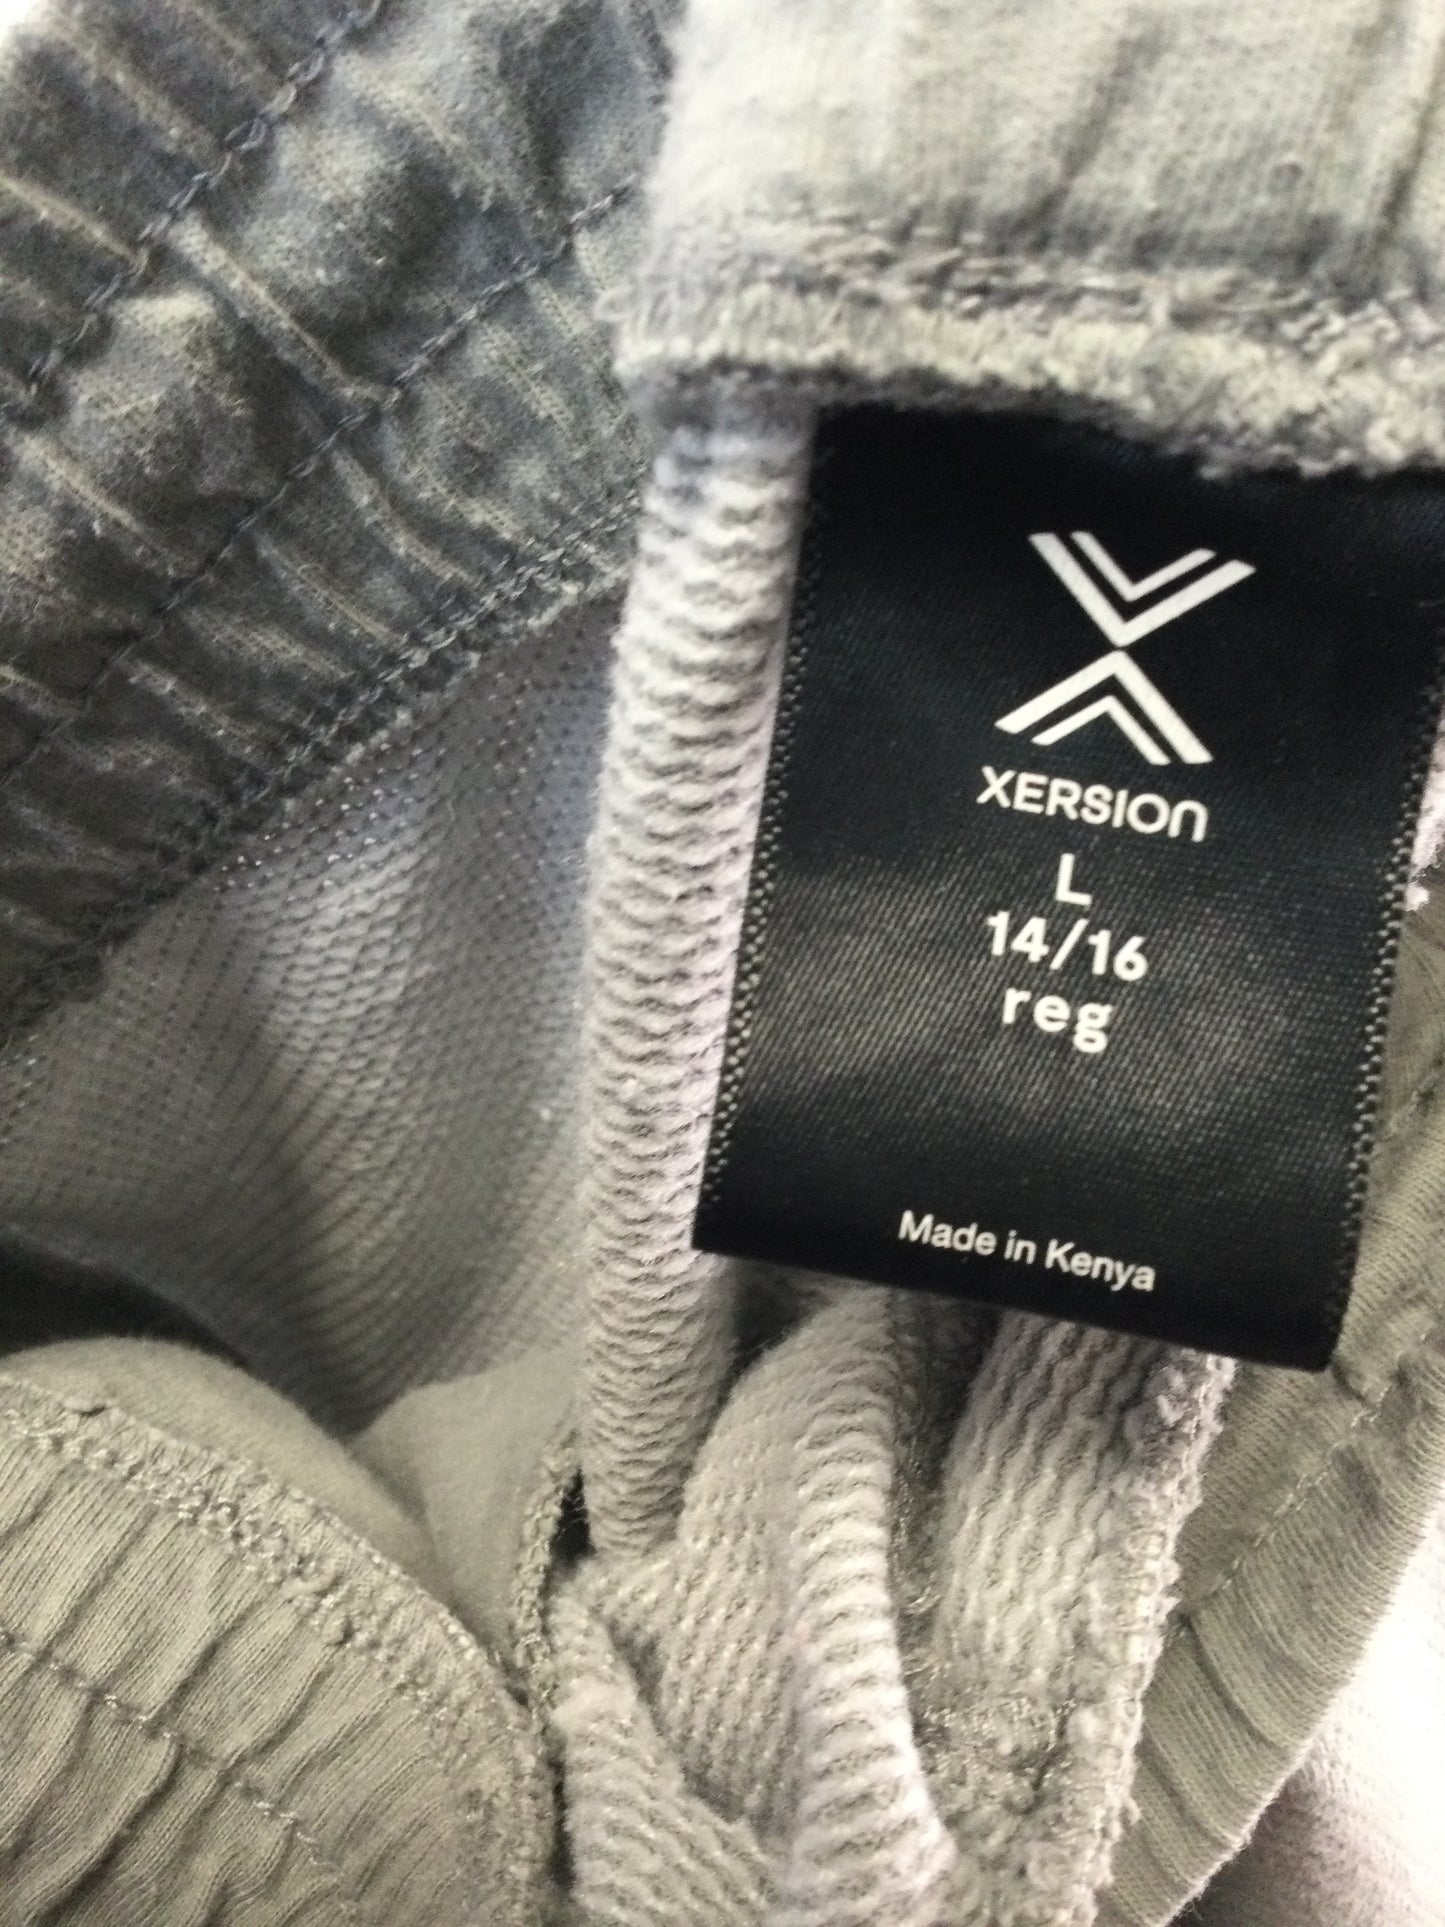 XERSION
L
14/16
reg
Made in Kenya